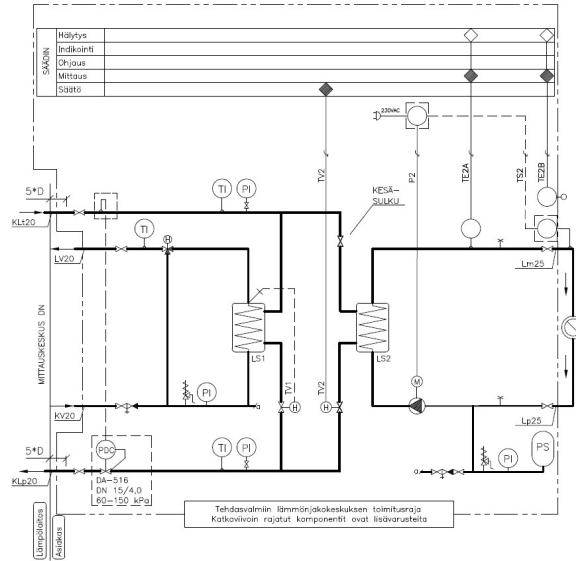 SÄÄDIN
Hälytys
Indikointi
Ohjaus
Mittaus
Säätö
230VAC
TV2
P2
TE2A
TS2
TE2B
5*D
KLt20
TI
PI
KESÄ-
SULKU
LV20
TI
H
Lm25
MITTAUSKESKUS DN
LS1
LS2
TV1
TV2
H
H
M
PI
KV20
a
Lp25
5*D
KLp20
PDC
TI
PI
a
PI
PS
DA-516
DN 15/4,0
60-150 kPa
Lämpölaitos
Asiakas
Tehdasvalmiin lämmönjakokeskuksen toimitusraja
Katkoviivoin rajatut komponentit ovat lisävarusteita